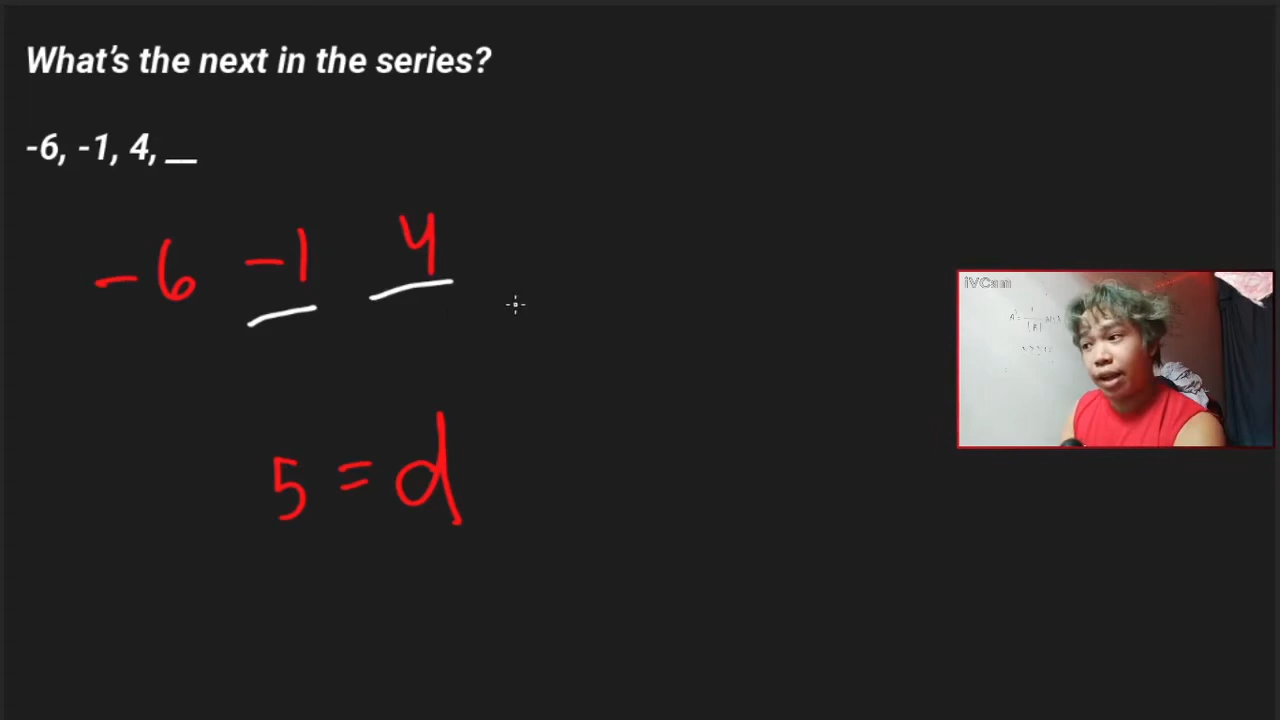 What's the next in the series?
-6, -1, 4, __
-6 -1 4
5 = d
iVCam